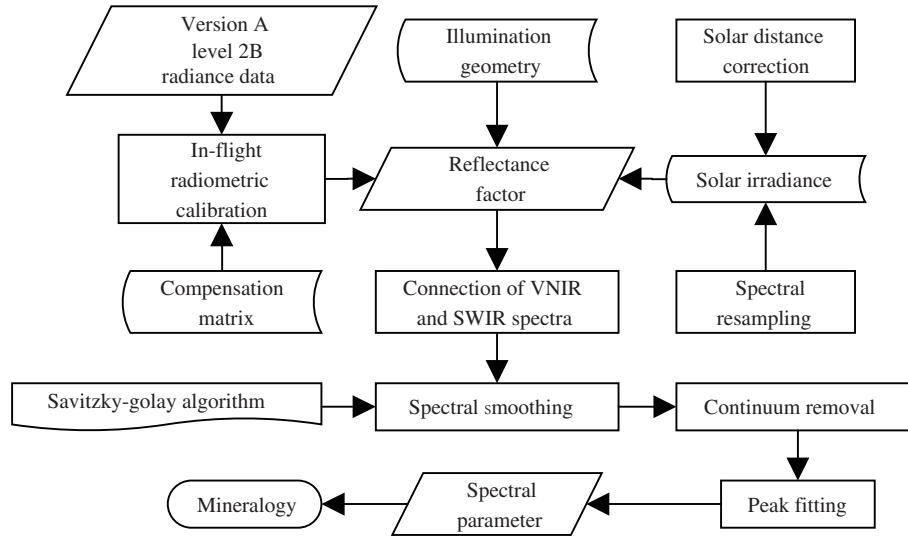 Version A
level 2B
radiance data
Illumination
geometry
Solar distance
correction
In-flight
radiometric
calibration
Reflectance
factor
Solar irradiance
Compensation
matrix
Connection of VNIR
and SWIR spectra
Spectral
resampling
Savitzky-golay algorithm
Spectral smoothing
Continuum removal
Mineralogy
Spectral
parameter
Peak fitting